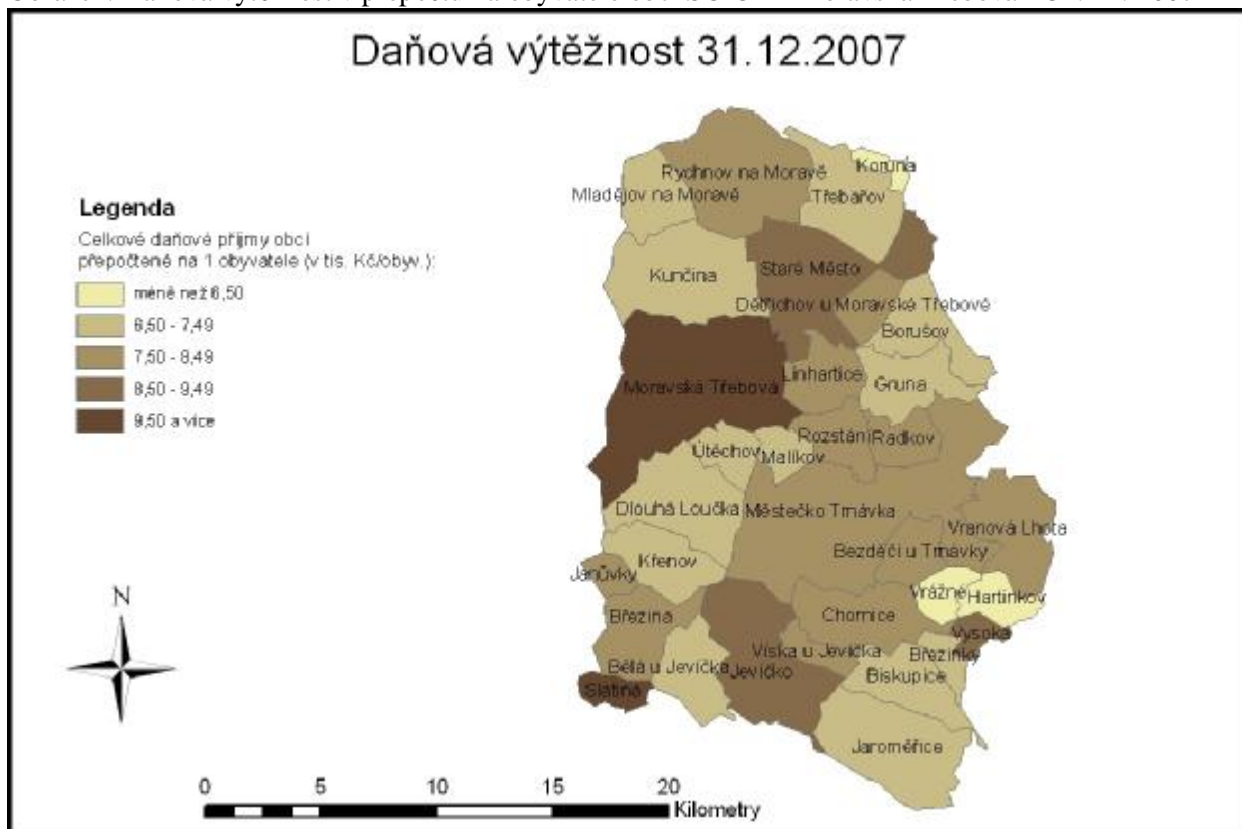 Daňová výtěžnost 31.12.2007
Legenda
Celkové daňové příjmy obcí
přepočtené na 1 obyvatele (v tis. Kč/obyv.):
méně než 6,50
6,50 - 7,49
7,50 - 8,49
8,50 - 9,49
9,50 a více
Koruna
Rychnov na Moravě
Mladějov na Moravě
Třebařov
Staré Město
Kunčina
Dětřichov u Moravské Třebové
Borušov
Linhartice
Gruna
Moravská Třebová
Rozstání
Radkov
Útěchov
Malíkov
Dlouhá Loučka
Městečko Trnávka
Vranová Lhota
Bezděčí u Trnávky
Křenov
Janůvky
Vrážné
Hartinkov
Březina
Chornice
Vysoká
Víska u Jevíčka
Březinky
Bělá u Jevíčka
Jevíčko
Biskupice
Slatina
Jaroměřice
N
0 5 10 15 20
Kilometry